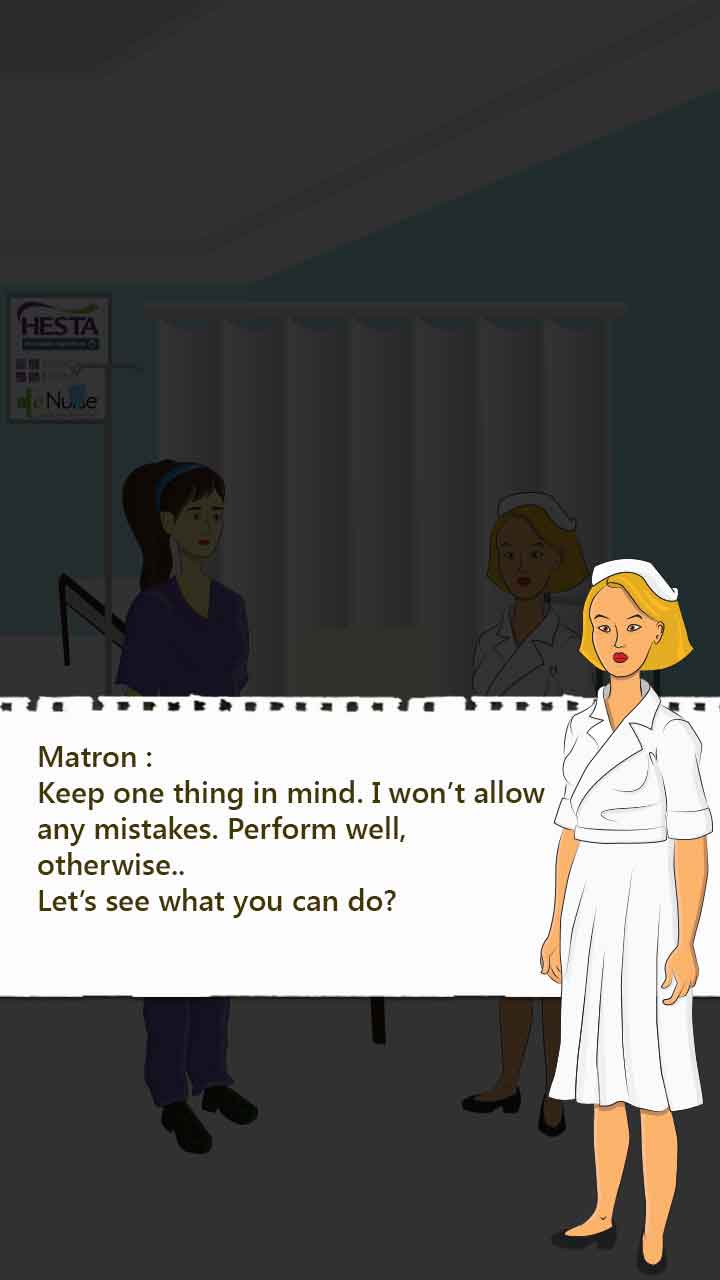 HESTA
Nurse
Matron :
Keep one thing in mind. I won’t allow
any mistakes. Perform well,
otherwise..
Let’s see what you can do?